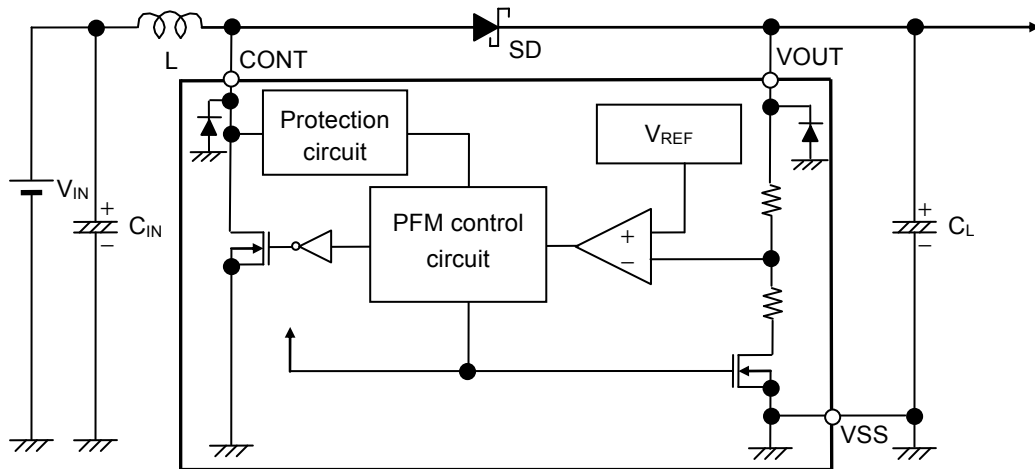 L
CONT
SD
VOUT
Protection
circuit
VREF
VIN
+
CIN
−
PFM control
circuit
+
−
+
CL
−
VSS